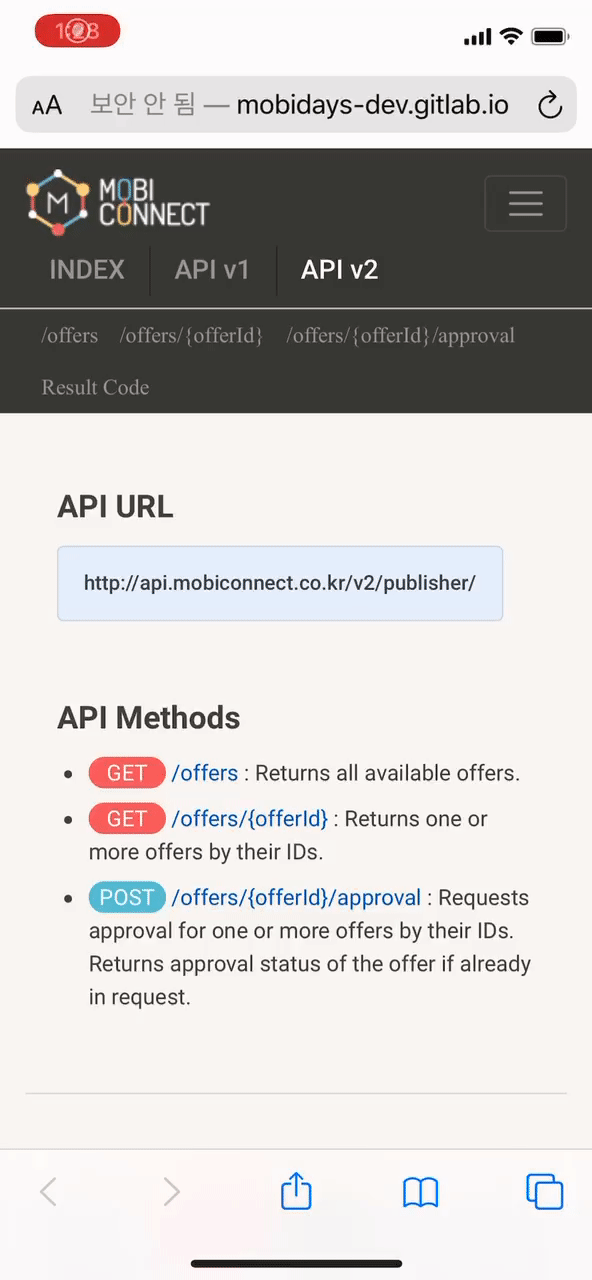 AA 보안 안 됨 — mobidays-dev.gitlab.io
M MOBI
CONNECT
INDEX API v1 API v2
/offers /offers/{offerId} /offers/{offerId}/approval
Result Code
API URL
http://api.mobiconnect.co.kr/v2/publisher/
API Methods
GET /offers : Returns all available offers.
GET /offers/{offerId} : Returns one or
more offers by their IDs.
POST /offers/{offerId}/approval : Requests
approval for one or more offers by their IDs.
Returns approval status of the offer if already
in request.